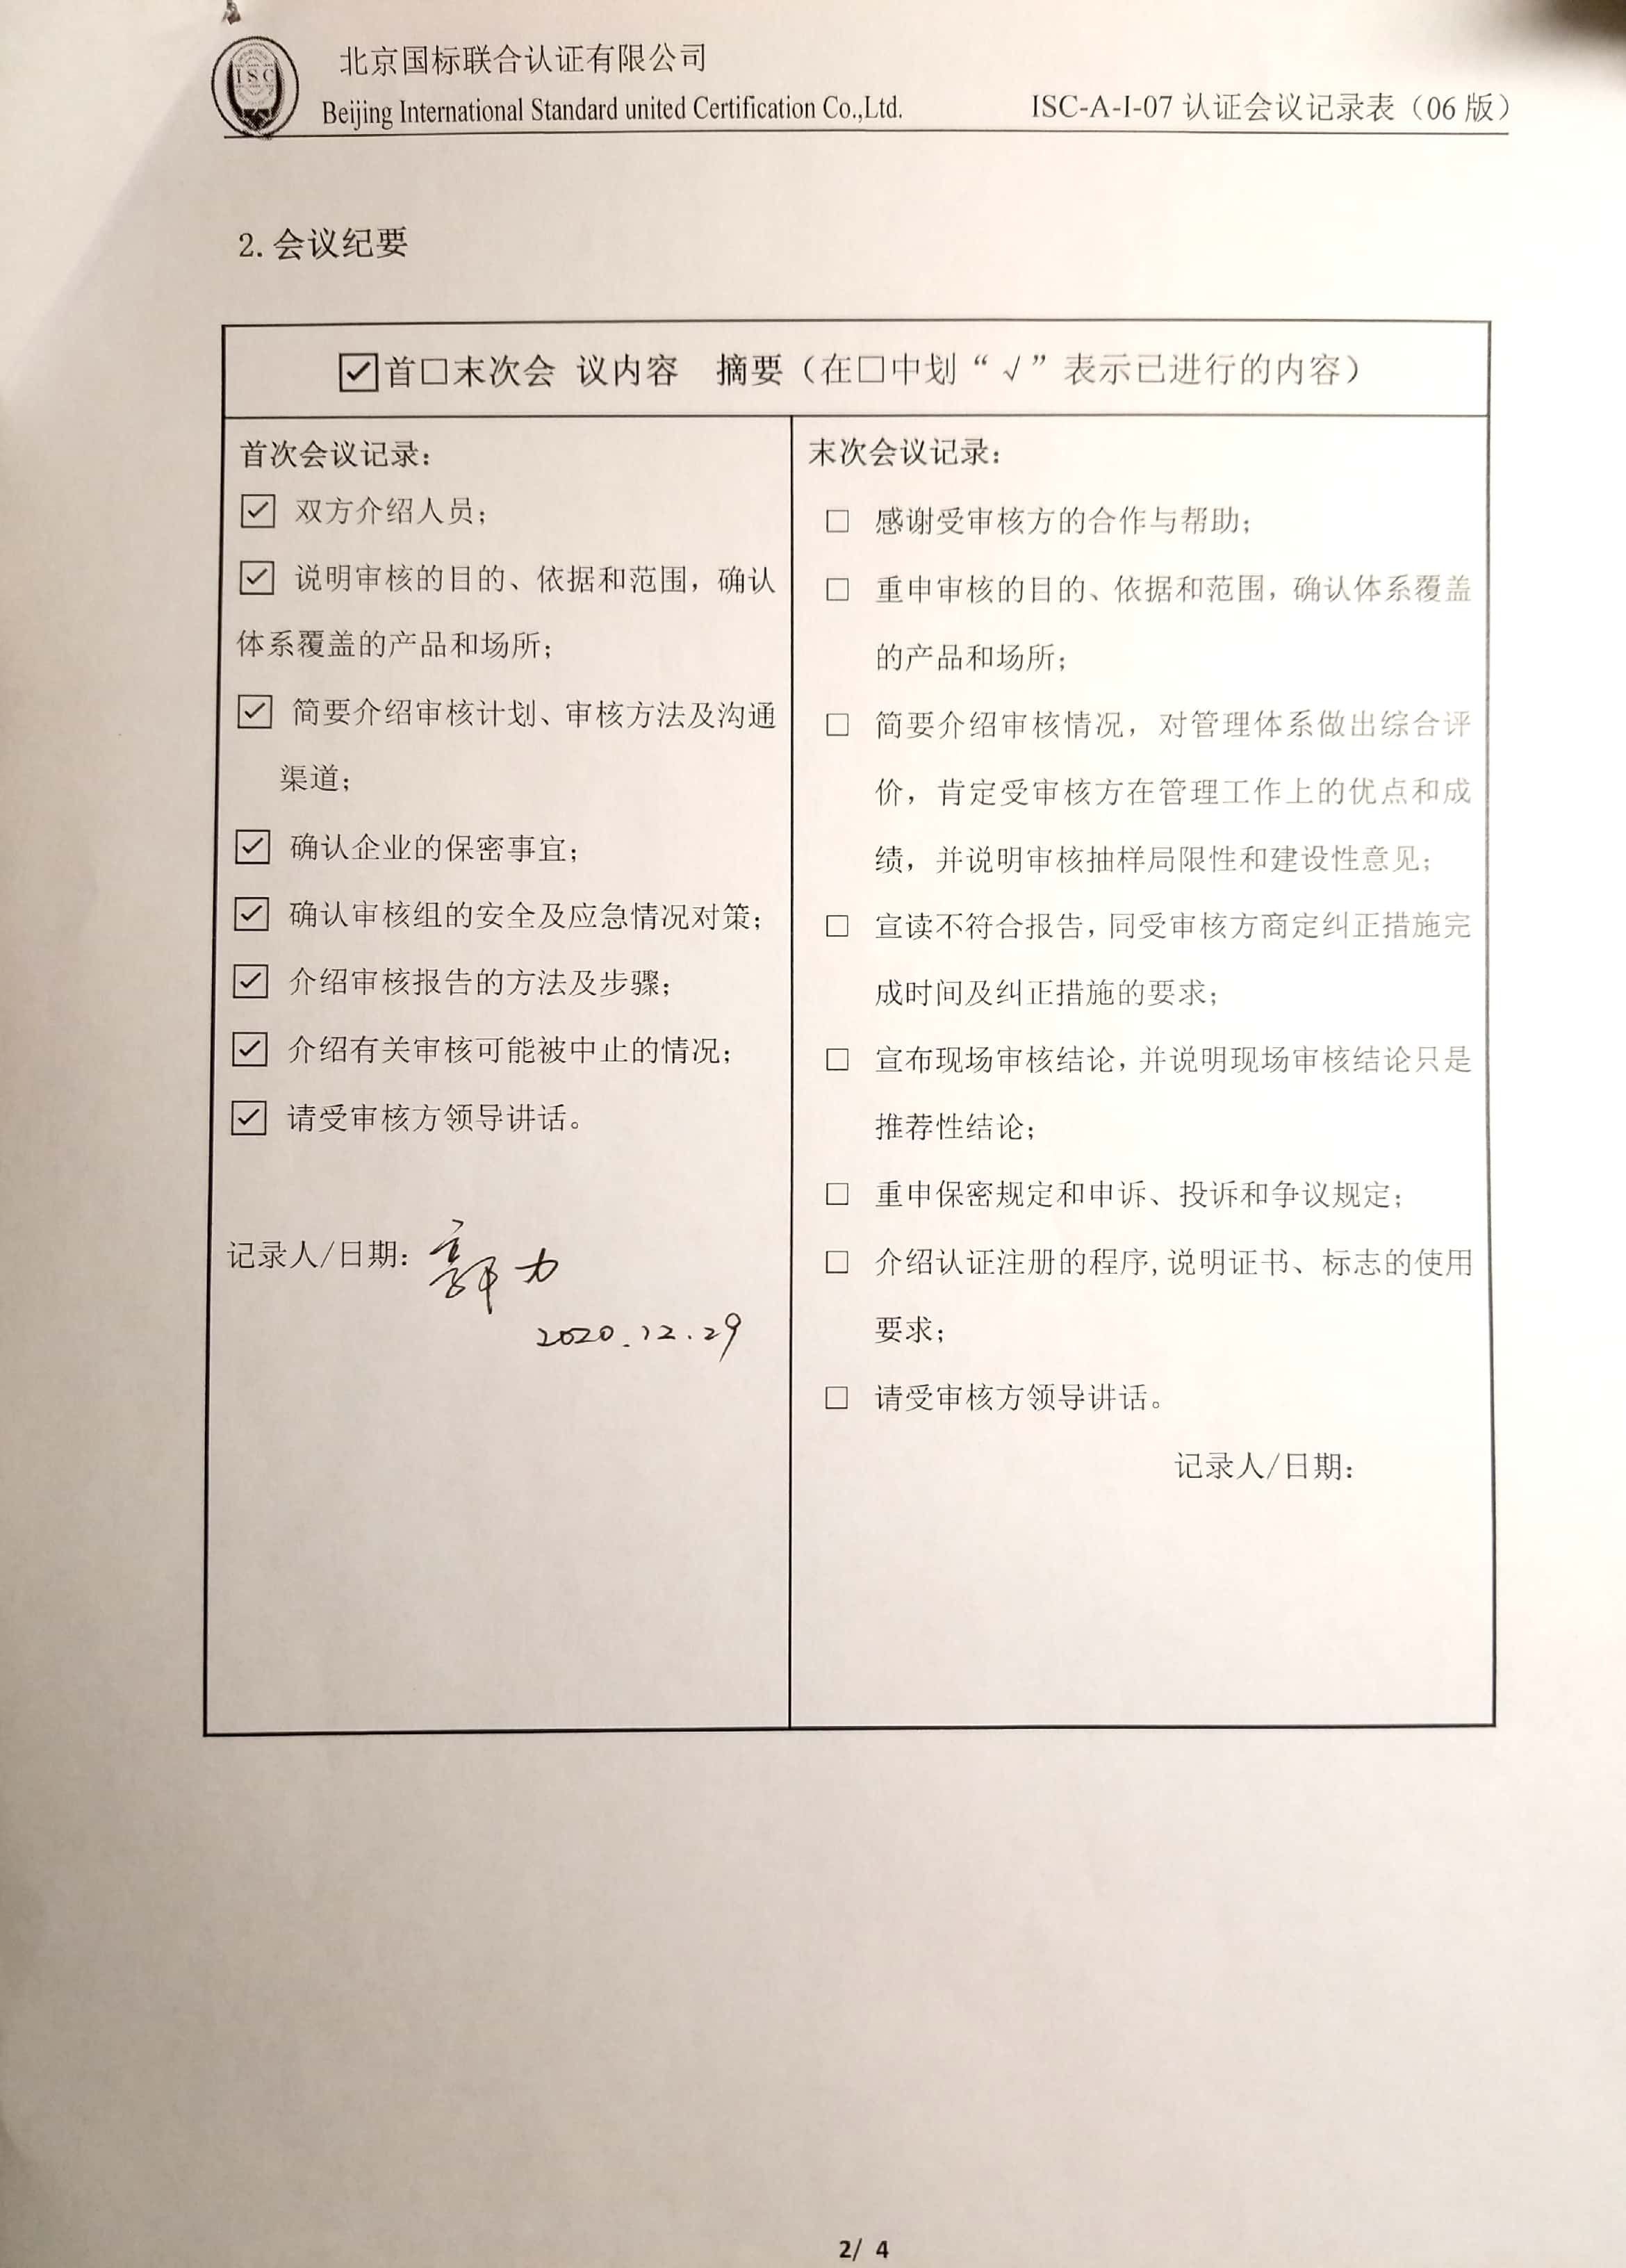 ISC
北京国标联合认证有限公司
Beijing International Standard united Certification Co.,Ltd.
ISC-A-I-07 认证会议记录表（06 版）
2. 会议纪要
☑首□末次会 议内容 摘要（在□中划“√”表示已进行的内容）
首次会议记录：
☑ 双方介绍人员；
☑ 说明审核的目的、依据和范围，确认
体系覆盖的产品和场所；
☑ 简要介绍审核计划、审核方法及沟通
渠道；
☑ 确认企业的保密事宜；
☑ 确认审核组的安全及应急情况对策；
☑ 介绍审核报告的方法及步骤；
☑ 介绍有关审核可能被中止的情况；
☑ 请受审核方领导讲话。
记录人/日期：郭力
2020.12.29
末次会议记录：
□ 感谢受审核方的合作与帮助；
□ 重申审核的目的、依据和范围，确认体系覆盖
的产品和场所；
□ 简要介绍审核情况，对管理体系做出综合评
价，肯定受审核方在管理工作上的优点和成
绩，并说明审核抽样局限性和建设性意见；
□ 宣读不符合报告，同受审核方商定纠正措施完
成时间及纠正措施的要求；
□ 宣布现场审核结论，并说明现场审核结论只是
推荐性结论；
□ 重申保密规定和申诉、投诉和争议规定；
□ 介绍认证注册的程序,说明证书、标志的使用
要求；
□ 请受审核方领导讲话。
记录人/日期：
2/ 4